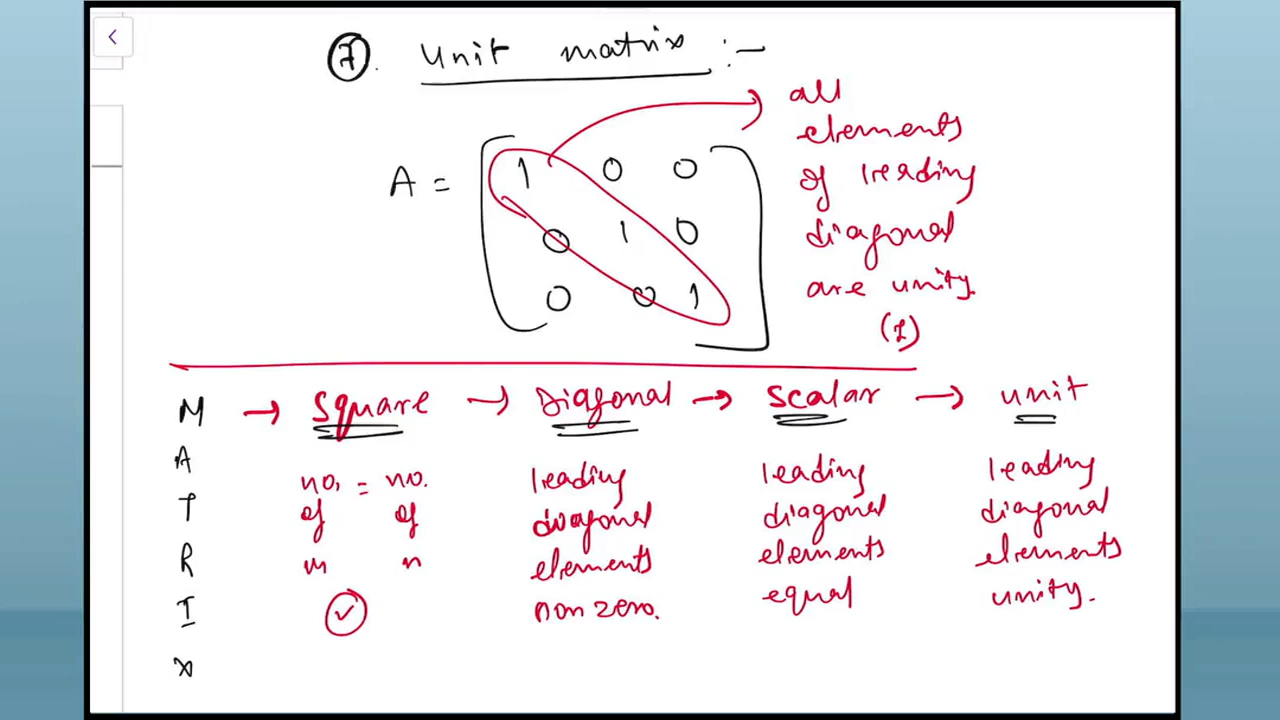 7. Unit matrix :-
A = [ 1 0 0
0 1 0
0 0 1 ]
all
elements
of leading
diagonal
are unity.
(1)
MATRIX → Square → Diagonal → Scalar → unit
no. = no.
of of
m n
✓
leading
diagonal
elements
non zero.
leading
diagonal
elements
equal
leading
diagonal
elements
unity.